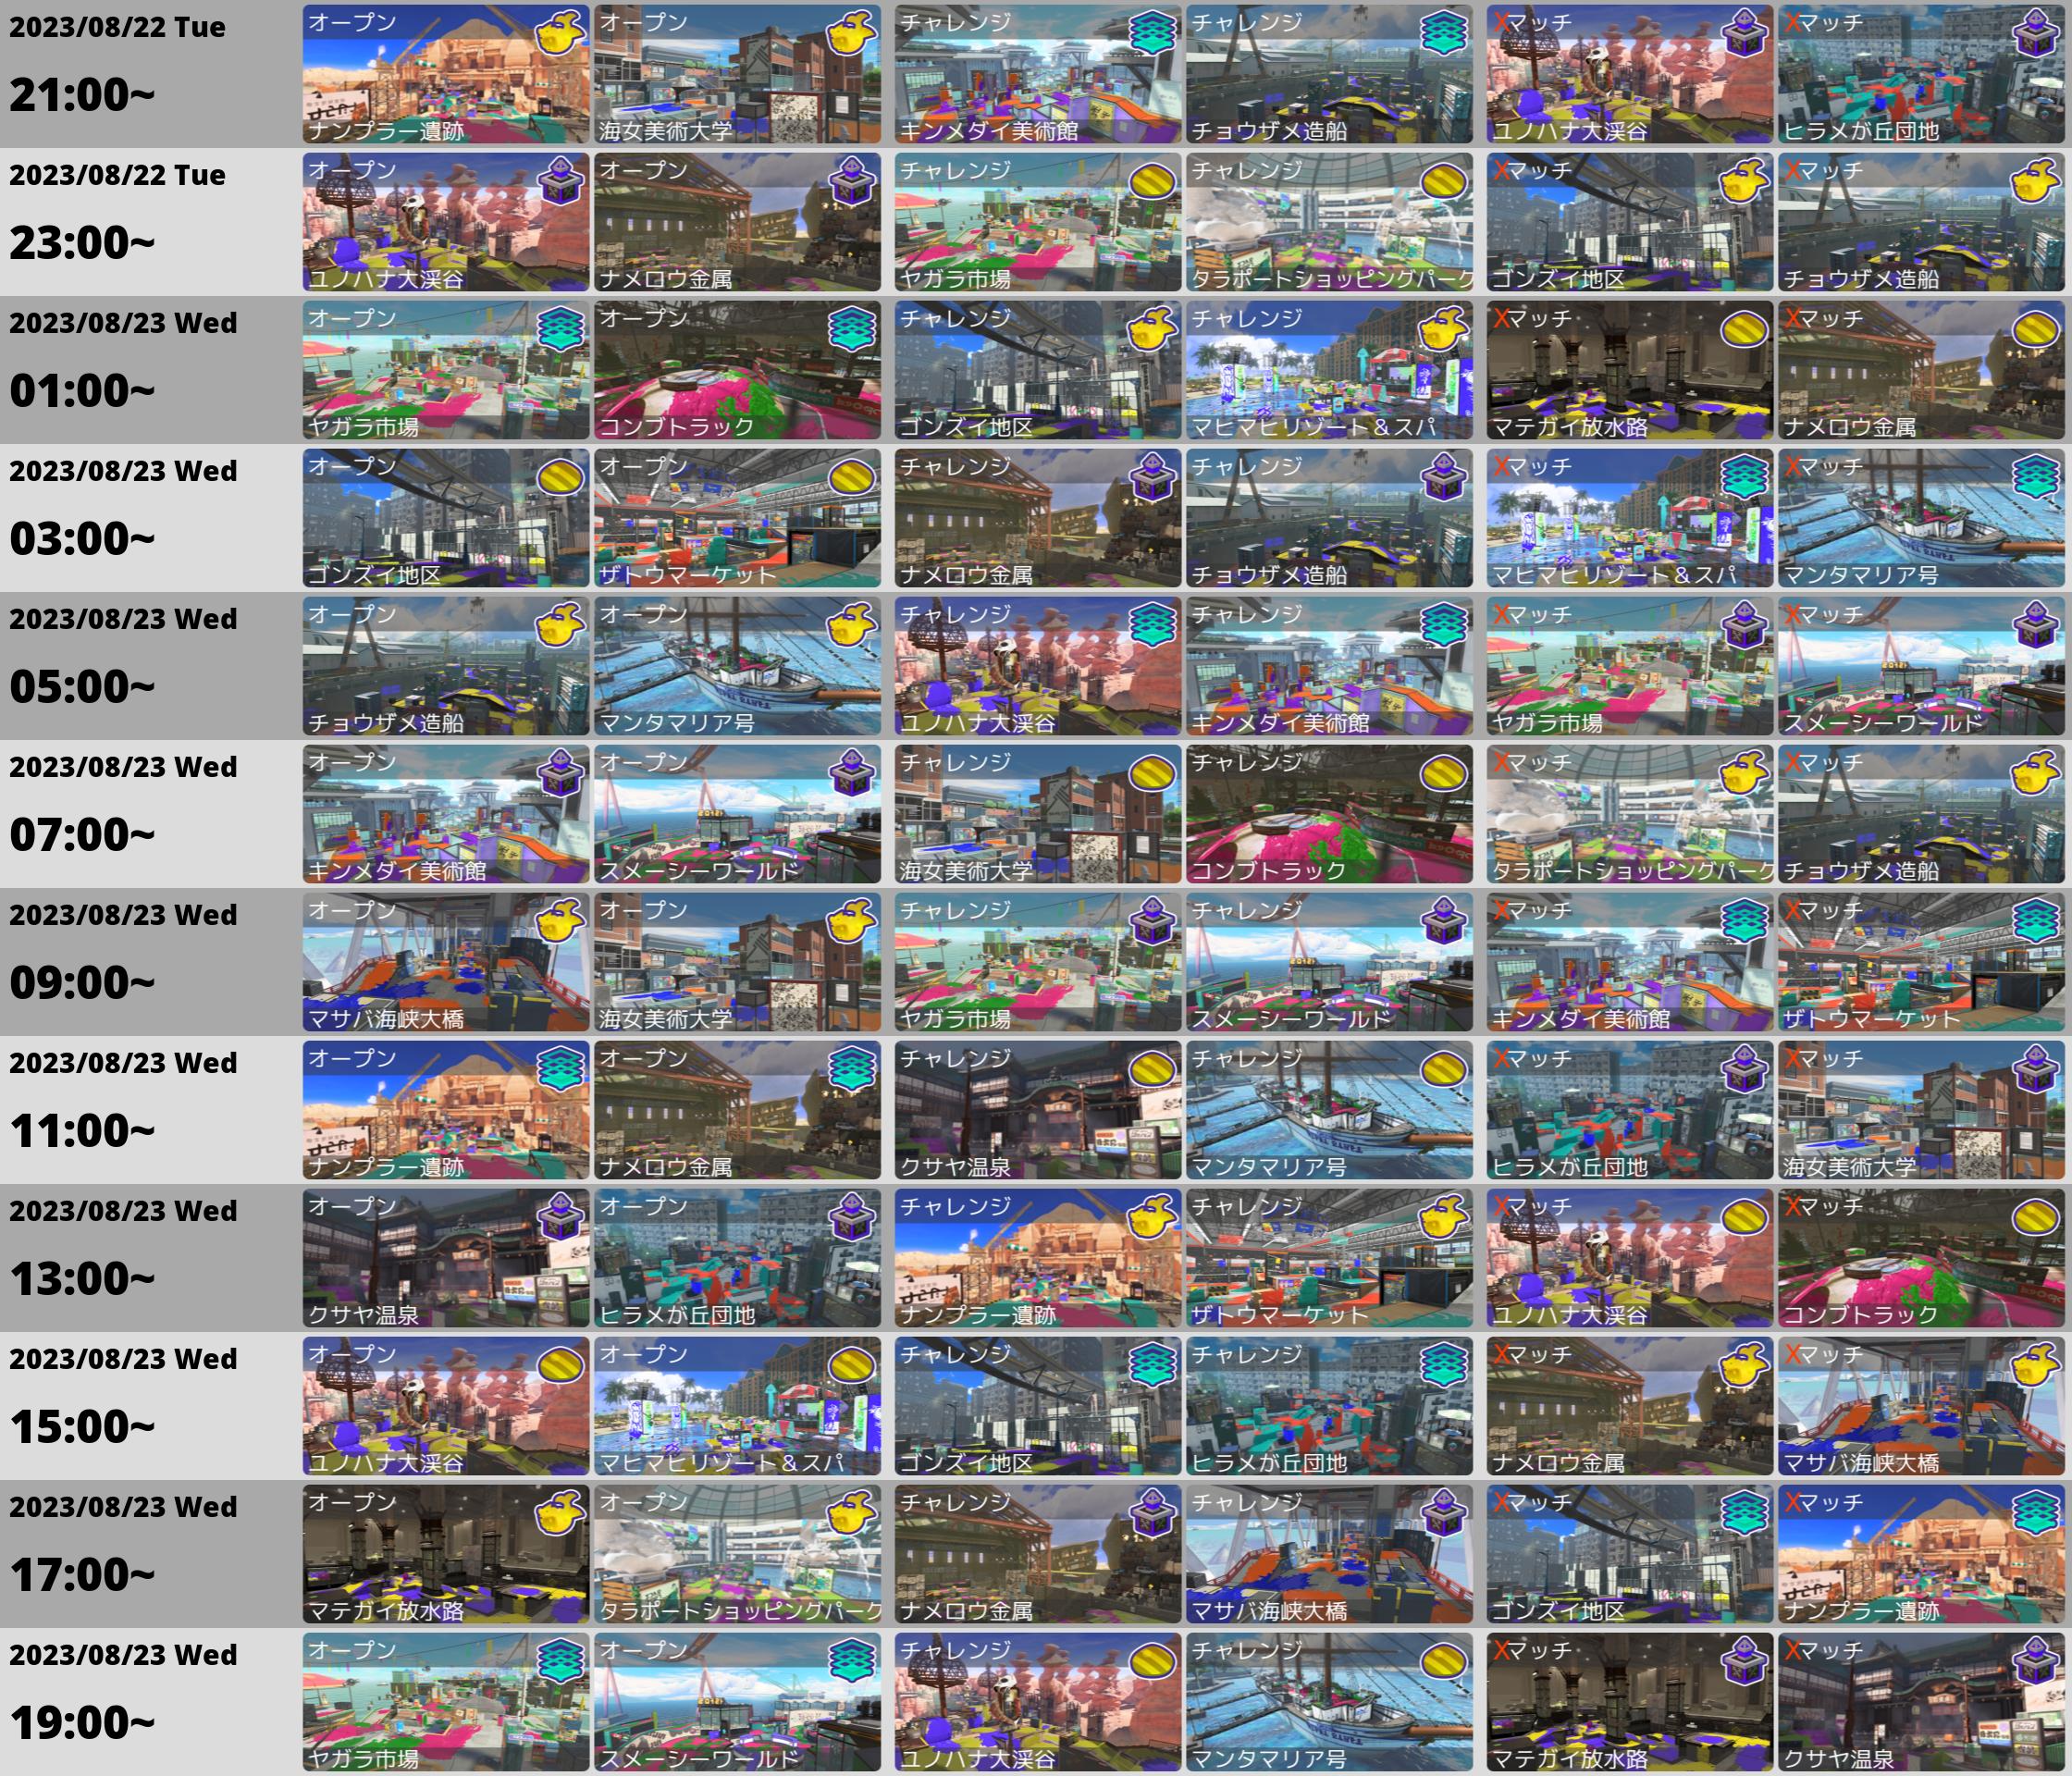 2023/08/22 Tue
21:00~
オープン
ナンプラー遺跡
オープン
海女美術大学
チャレンジ
キンメダイ美術館
チャレンジ
チョウザメ造船
Xマッチ
ユノハナ大渓谷
Xマッチ
ヒラメが丘団地
2023/08/22 Tue
23:00~
オープン
ユノハナ大渓谷
オープン
ナメロウ金属
チャレンジ
ヤガラ市場
チャレンジ
タラポートショッピングパーク
Xマッチ
ゴンズイ地区
Xマッチ
チョウザメ造船
2023/08/23 Wed
01:00~
オープン
ヤガラ市場
オープン
コンブトラック
チャレンジ
ゴンズイ地区
チャレンジ
マヒマヒリゾート＆スパ
Xマッチ
マテガイ放水路
Xマッチ
ナメロウ金属
2023/08/23 Wed
03:00~
オープン
ゴンズイ地区
オープン
ザトウマーケット
チャレンジ
ナメロウ金属
チャレンジ
チョウザメ造船
Xマッチ
マヒマヒリゾート＆スパ
Xマッチ
マンタマリア号
2023/08/23 Wed
05:00~
オープン
チョウザメ造船
オープン
マンタマリア号
チャレンジ
ユノハナ大渓谷
チャレンジ
キンメダイ美術館
Xマッチ
ヤガラ市場
Xマッチ
スメーシーワールド
2023/08/23 Wed
07:00~
オープン
キンメダイ美術館
オープン
スメーシーワールド
チャレンジ
海女美術大学
チャレンジ
コンブトラック
Xマッチ
タラポートショッピングパーク
Xマッチ
チョウザメ造船
2023/08/23 Wed
09:00~
オープン
マサバ海峡大橋
オープン
海女美術大学
チャレンジ
ヤガラ市場
チャレンジ
スメーシーワールド
Xマッチ
キンメダイ美術館
Xマッチ
ザトウマーケット
2023/08/23 Wed
11:00~
オープン
ナンプラー遺跡
オープン
ナメロウ金属
チャレンジ
クサヤ温泉
チャレンジ
マンタマリア号
Xマッチ
ヒラメが丘団地
Xマッチ
海女美術大学
2023/08/23 Wed
13:00~
オープン
クサヤ温泉
オープン
ヒラメが丘団地
チャレンジ
ナンプラー遺跡
チャレンジ
ザトウマーケット
Xマッチ
ユノハナ大渓谷
Xマッチ
コンブトラック
2023/08/23 Wed
15:00~
オープン
ユノハナ大渓谷
オープン
マヒマヒリゾート＆スパ
チャレンジ
ゴンズイ地区
チャレンジ
ヒラメが丘団地
Xマッチ
ナメロウ金属
Xマッチ
マサバ海峡大橋
2023/08/23 Wed
17:00~
オープン
マテガイ放水路
オープン
タラポートショッピングパーク
チャレンジ
ナメロウ金属
チャレンジ
マサバ海峡大橋
Xマッチ
ゴンズイ地区
Xマッチ
ナンプラー遺跡
2023/08/23 Wed
19:00~
オープン
ヤガラ市場
オープン
スメーシーワールド
チャレンジ
ユノハナ大渓谷
チャレンジ
マンタマリア号
Xマッチ
マテガイ放水路
Xマッチ
クサヤ温泉